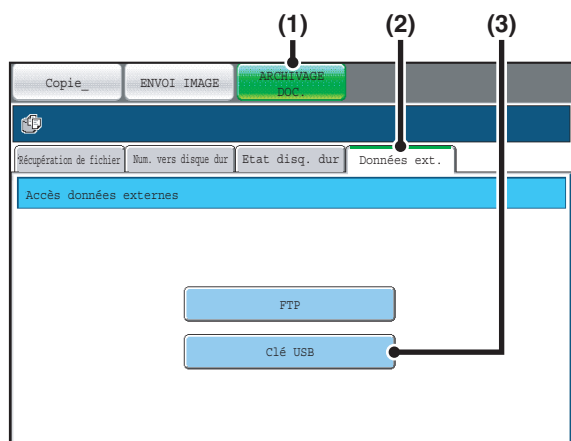 (1) (2) (3)
Copie_ ENVOI IMAGE ARCHIVAGE
DOC.
Récupération de fichier Num. vers disque dur Etat disq. dur Données ext.
Accès données externes
FTP
Clé USB